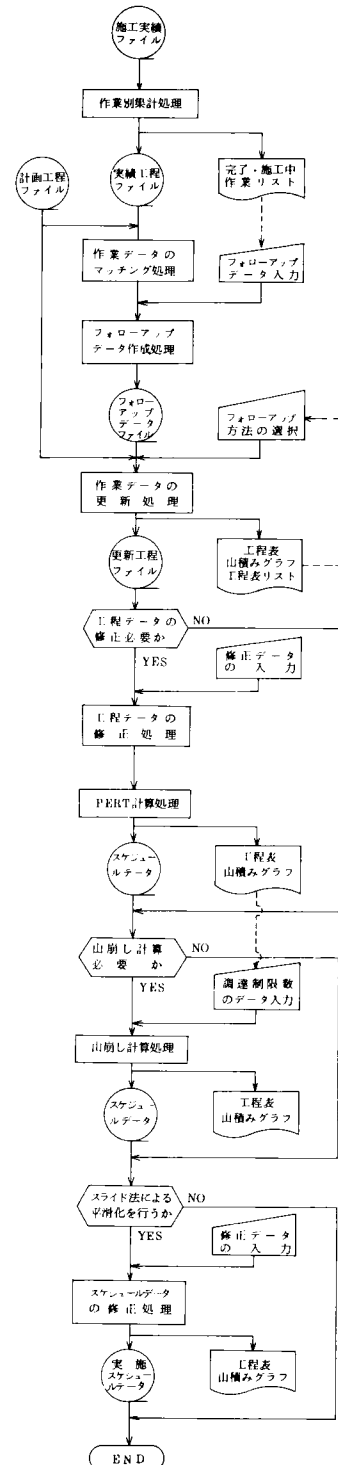 施工実績
ファイル
作業別集計処理
計画工程
ファイル
実績工程
ファイル
完了・施工中
作業リスト
作業データの
マッチング処理
フォローアップ
データ入力
フォローアップ
データ作成処理
フォロー
アップ
データ
ファイル
フォローアップ
方法の選択
作業データの
更新処理
更新工程
ファイル
工程表
山積みグラフ
工程表リスト
工程データの
修正必要か
NO
YES
修正データ
の入力
工程データの
修正処理
PERT計算処理
スケジュー
ルデータ
工程表
山積みグラフ
山崩し計算
必要か
NO
YES
調達制限数
のデータ入力
山崩し計算処理
スケジュー
ルデータ
工程表
山積みグラフ
スライド法による
平滑化を行うか
NO
YES
修正データ
の入力
スケジュールデータ
の修正処理
実施
スケジュー
ルデータ
工程表
山積みグラフ
END